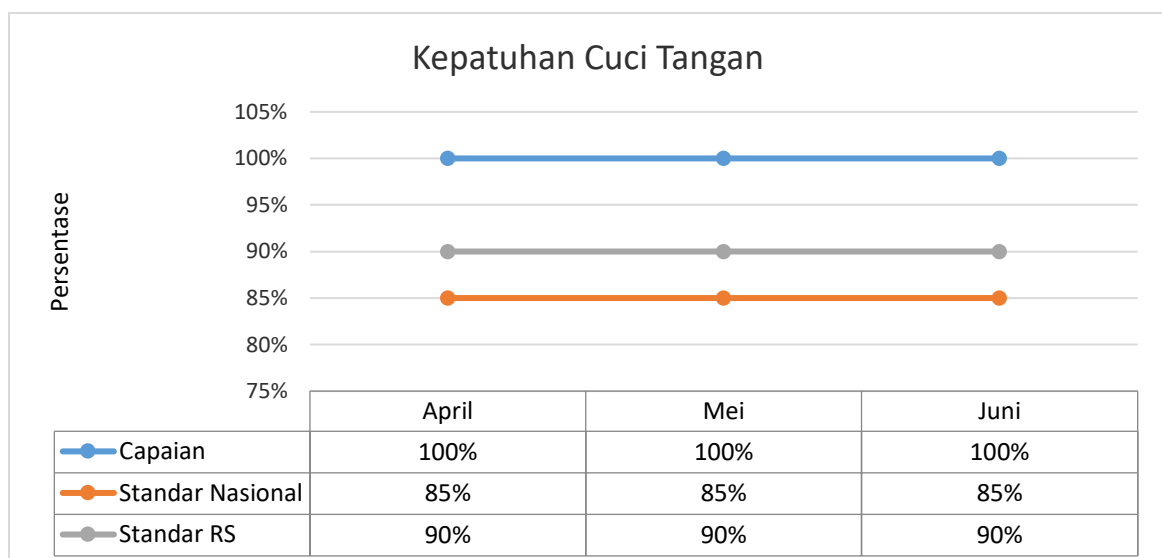 Kepatuhan Cuci Tangan
Persentase
105%
100%
95%
90%
85%
80%
75%
April Mei Juni
Capaian 100% 100% 100%
Standar Nasional 85% 85% 85%
Standar RS 90% 90% 90%